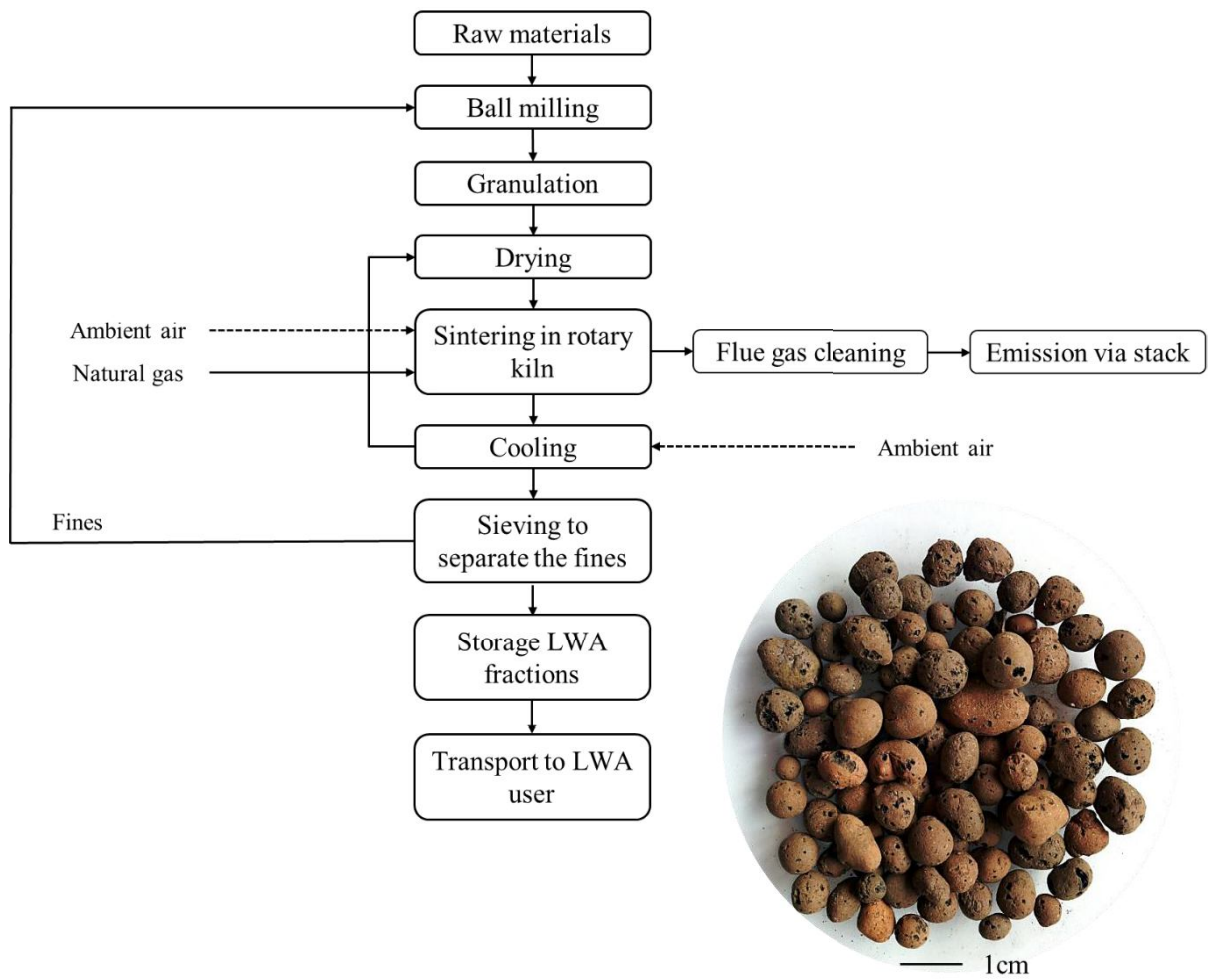 Raw materials
Ball milling
Granulation
Drying
Ambient air
Natural gas
Sintering in rotary
kiln
Flue gas cleaning
Emission via stack
Cooling
Ambient air
Fines
Sieving to
separate the fines
Storage LWA
fractions
Transport to LWA
user
1cm